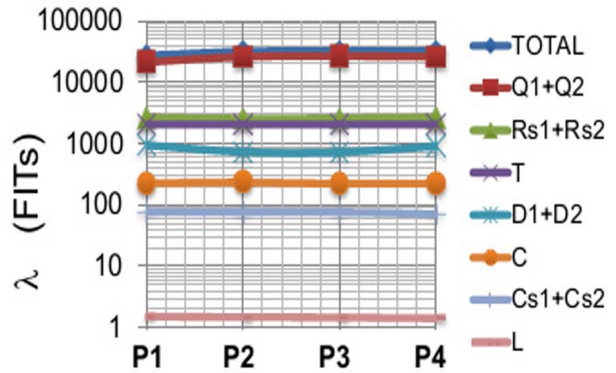 100000
10000
1000
100
10
1
λ (FITs)
P1 P2 P3 P4
TOTAL
Q1+Q2
Rs1+Rs2
T
D1+D2
C
Cs1+Cs2
L